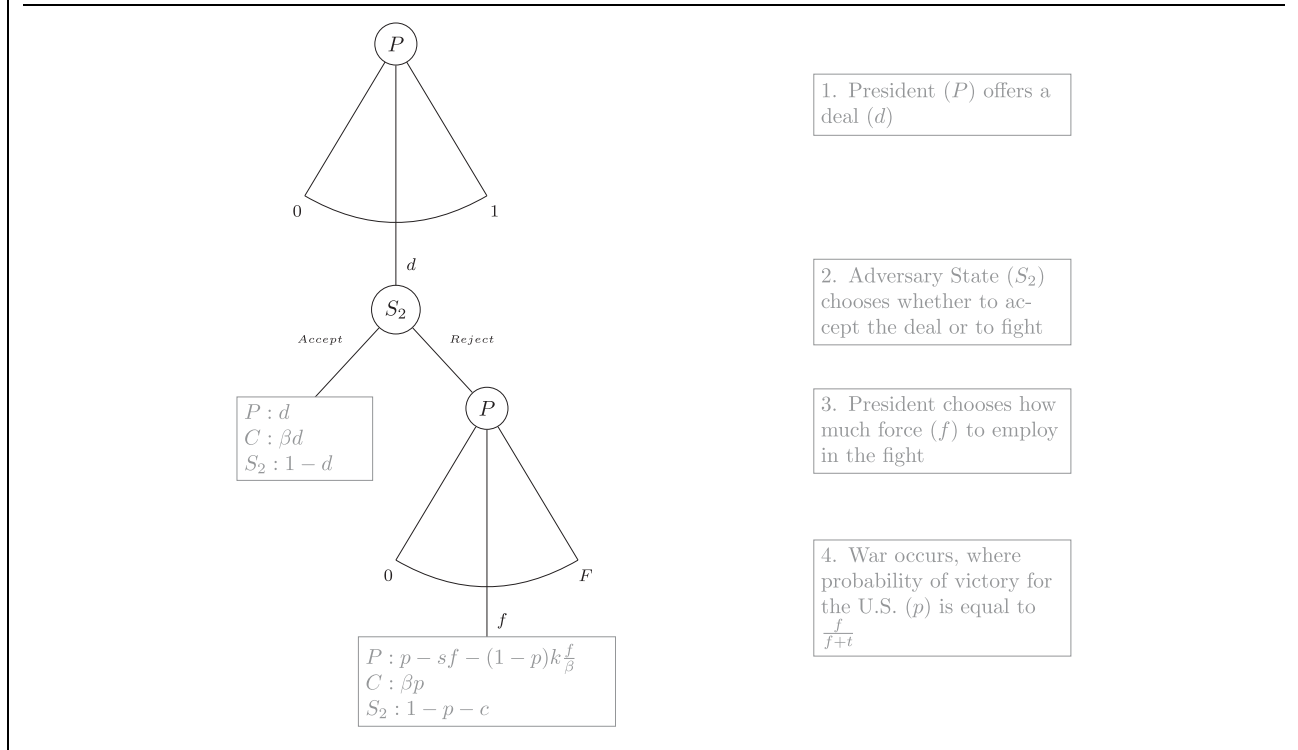 P
1. President (P) offers a
deal (d)
0
1
d
2. Adversary State (S₂)
chooses whether to ac-
cept the deal or to fight
S₂
Accept
Reject
P : d
C : βd
S₂ : 1 − d
P
3. President chooses how
much force (f) to employ
in the fight
0
F
4. War occurs, where
probability of victory for
the U.S. (p) is equal to
f/(f+t)
f
P : p − sf − (1 − p)k f/β
C : βp
S₂ : 1 − p − c